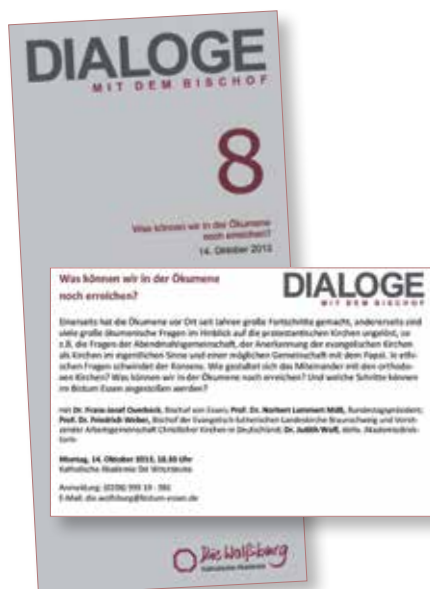 DIALOGE
MIT DEM BISCHOF
8
Was können wir in der Ökumene
noch erreichen?
14. Oktober 2013
Was können wir in der Ökumene
noch erreichen?
DIALOGE
MIT DEM BISCHOF
Einerseits hat die Ökumene vor Ort seit Jahren große Fortschritte gemacht, andererseits sind
viele große ökumenische Fragen im Hinblick auf die protestantischen Kirchen ungelöst, so
z.B. die Fragen der Abendmahlsgemeinschaft, der Anerkennung der evangelischen Kirchen
als Kirchen im eigentlichen Sinne und einer möglichen Gemeinschaft mit dem Papst. In ethi-
schen Fragen schwindet der Konsens. Wie gestaltet sich das Miteinander mit den orthodo-
xen Kirchen? Was können wir in der Ökumene noch erreichen? Und welche Schritte können
im Bistum Essen angestoßen werden?
mit Dr. Franz-Josef Overbeck, Bischof von Essen; Prof. Dr. Norbert Lammert MdB, Bundestagspräsident;
Prof. Dr. Friedrich Weber, Bischof der Evangelisch-lutherischen Landeskirche Braunschweig und Vorsit-
zender Arbeitsgemeinschaft Christlicher Kirchen in Deutschland; Dr. Judith Wolf, Akademiedirek-
torin
Montag, 14. Oktober 2013, 18.30 Uhr
Katholische Akademie Die Wolfsburg
Anmeldung: (0208) 999 19 - 981
E-Mail: die.wolfsburg@bistum-essen.de
Die Wolfsburg
Katholische Akademie